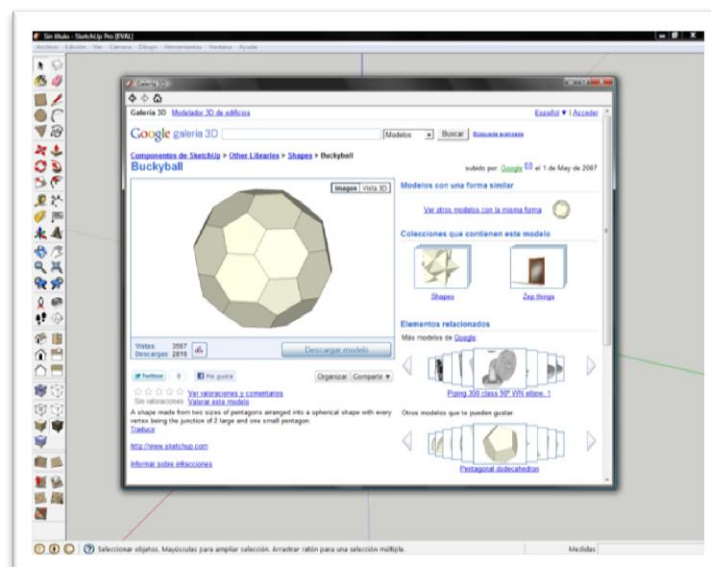 Sin título - SketchUp Pro [EVAL]
Archivo Edición Ver Cámara Dibujo Herramientas Ventana Ayuda
Galería 3D
Galería 3D Modelador 3D de edificios
Español ▼ | Acceder
Google galería 3D
Modelos
Buscar
Búsqueda avanzada
Componentes de SketchUp > Other Libraries > Shapes > Buckyball
Buckyball
subido por Google el 1 de May de 2007
Imagen Vista 3D
Vistas 3567
Descargas 2816
Descargar modelo
Twittear 0
Me gusta
Organizar Compartir ▼
Sin valoraciones
Ver valoraciones y comentarios
Valorar este modelo
A shape made from two sizes of pentagons arranged into a spherical shape with every
vertex being the junction of 2 large and one small pentagon.
Traducir
http://www.sketchup.com
Informar sobre infracciones
Modelos con una forma similar
Ver otros modelos con la misma forma
Colecciones que contienen este modelo
Shapes
Zep things
Elementos relacionados
Más modelos de Google:
Piping 300 class 90° WN elbow, 1
Otros modelos que te pueden gustar:
Pentagonal dodecahedron
Seleccionar objetos. Mayúsculas para ampliar selección. Arrastrar ratón para una selección múltiple.
Medidas